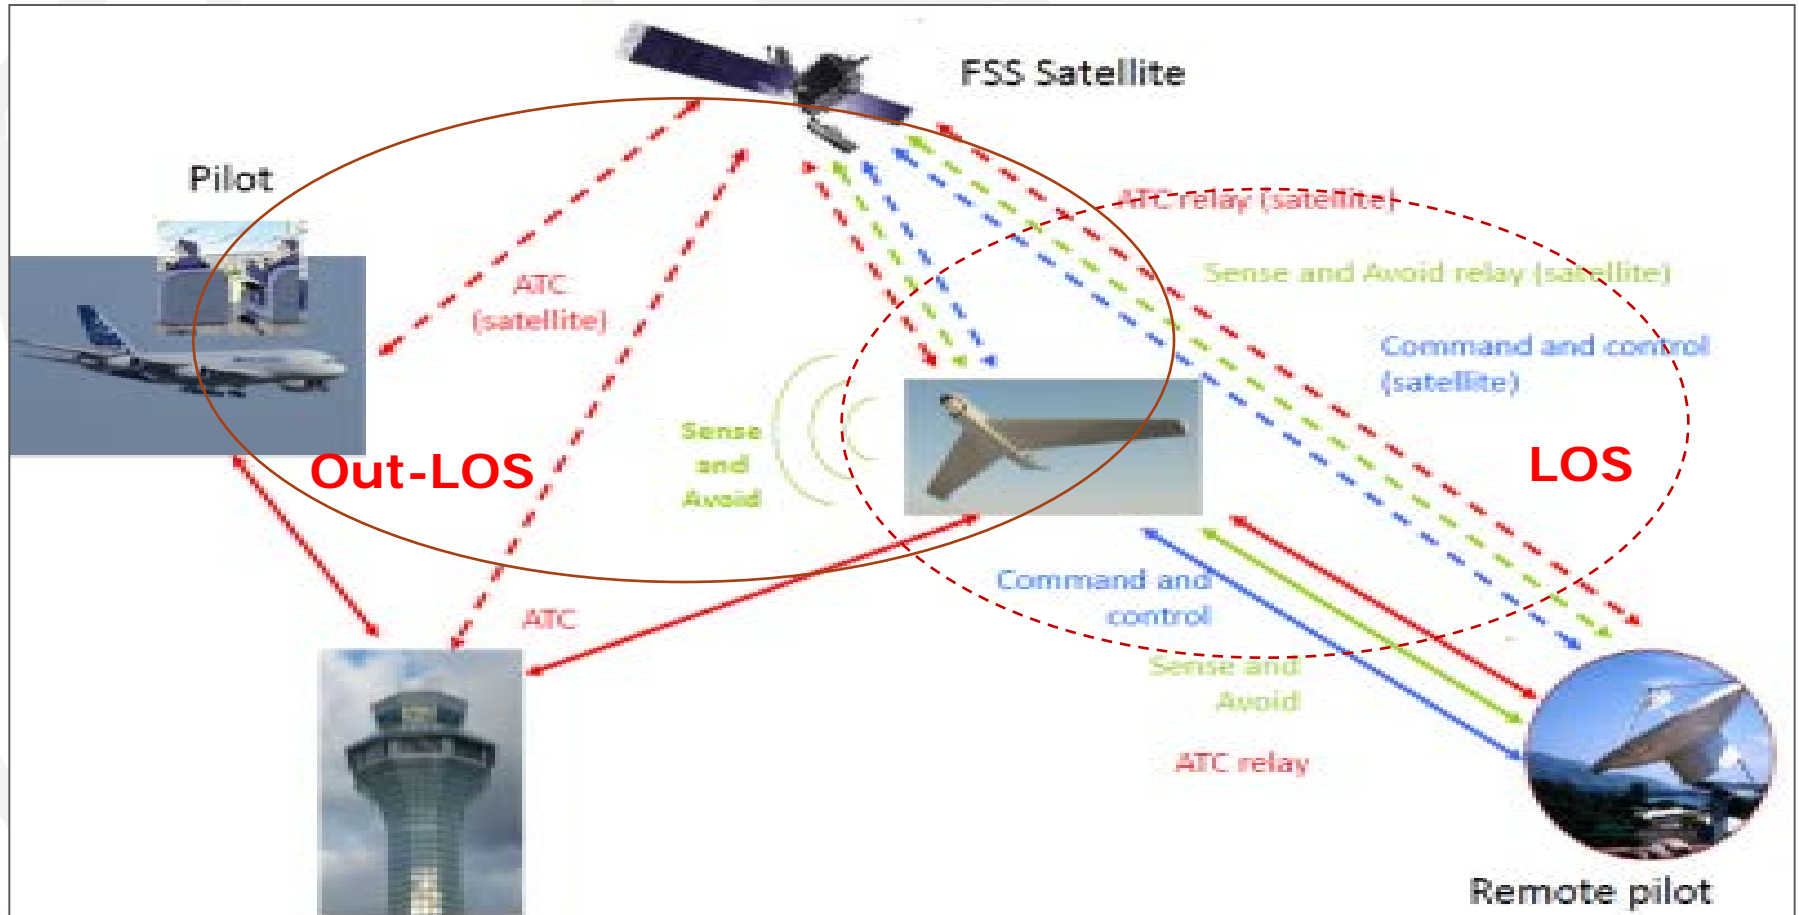 FSS Satellite
Pilot
ATC relay (satellite)
Sense and Avoid relay (satellite)
ATC
(satellite)
Command and control
(satellite)
Sense
and
Avoid
Out-LOS
LOS
Command and
control
ATC
Sense and
Avoid
ATC relay
Remote pilot